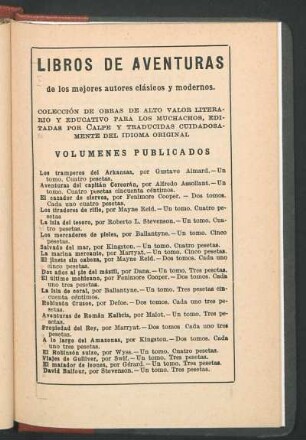 LIBROS DE AVENTURAS
de los mejores autores clásicos y modernos.
COLECCIÓN DE OBRAS DE ALTO VALOR LITERA-
RIO Y EDUCATIVO PARA LOS MUCHACHOS, EDI-
TADAS POR CALPE Y TRADUCIDAS CUIDADOSA-
MENTE DEL IDIOMA ORIGINAL
VOLUMENES PUBLICADOS
Los tramperos del Arkansas, por Gustavo Aimard.—Un
tomo. Cuatro pesetas.
Aventuras del capitán Corcorán, por Alfredo Assollant.—Un
tomo. Cuatro pesetas cincuenta céntimos.
El cazador de ciervos, por Fenimore Cooper.—Dos tomos.
Cada uno cuatro pesetas.
Los tiradores de rifle, por Mayne Reid.—Un tomo. Cuatro pe-
setas.
La isla del tesoro, por Roberto L. Stevenson.—Un tomo. Cua-
tro pesetas.
Los mercaderes de pieles, por Ballantyne.—Un tomo. Cinco
pesetas.
Salvado del mar, por Kingston.—Un tomo. Cuatro pesetas.
La marina mercante, por Marryat.—Un tomo. Cinco pesetas.
El jinete sin cabeza, por Mayne Reid.—Dos tomos. Cada uno
cinco pesetas.
Dos años al pie del mástil, por Dana.—Un tomo. Tres pesetas.
El último mohicano, por Fenimore Cooper.—Dos tomos. Cada
uno tres pesetas.
La isla de coral, por Ballantyne.—Un tomo. Tres pesetas cin-
cuenta céntimos.
Robinsón Crusoe, por Defoe.—Dos tomos. Cada uno tres pe-
setas.
Aventuras de Román Kalbris, por Malot.—Un tomo. Tres pe-
setas.
Propiedad del Rey, por Marryat.—Dos tomos. Cada uno tres
pesetas.
A lo largo del Amazonas, por Kingston.—Dos tomos. Cada
uno tres pesetas.
El Robinsón suizo, por Wyss.—Un tomo. Cuatro pesetas.
Viajes de Gulliver, por Swift.—Un tomo. Tres pesetas.
El matador de leones, por Gérard.—Un tomo. Tres pesetas.
David Balfour, por Stevenson.—Un tomo. Tres pesetas.